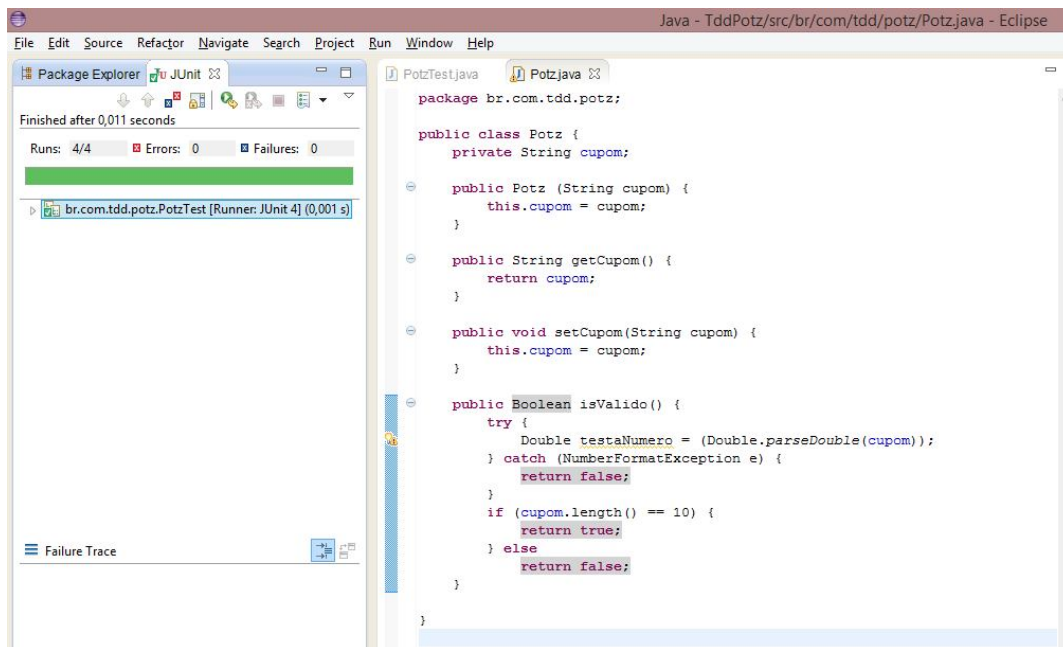 Java - TddPotz/src/br/com/tdd/potz/Potz.java - Eclipse
File Edit Source Refactor Navigate Search Project Run Window Help
Package Explorer JUnit
Finished after 0,011 seconds
Runs: 4/4 Errors: 0 Failures: 0
br.com.tdd.potz.PotzTest [Runner: JUnit 4] (0,001 s)
Failure Trace
PotzTest.java Potz.java
package br.com.tdd.potz;
public class Potz {
private String cupom;
public Potz (String cupom) {
this.cupom = cupom;
}
public String getCupom() {
return cupom;
}
public void setCupom(String cupom) {
this.cupom = cupom;
}
public Boolean isValido() {
try {
Double testaNumero = (Double.parseDouble(cupom));
} catch (NumberFormatException e) {
return false;
}
if (cupom.length() == 10) {
return true;
} else
return false;
}
}